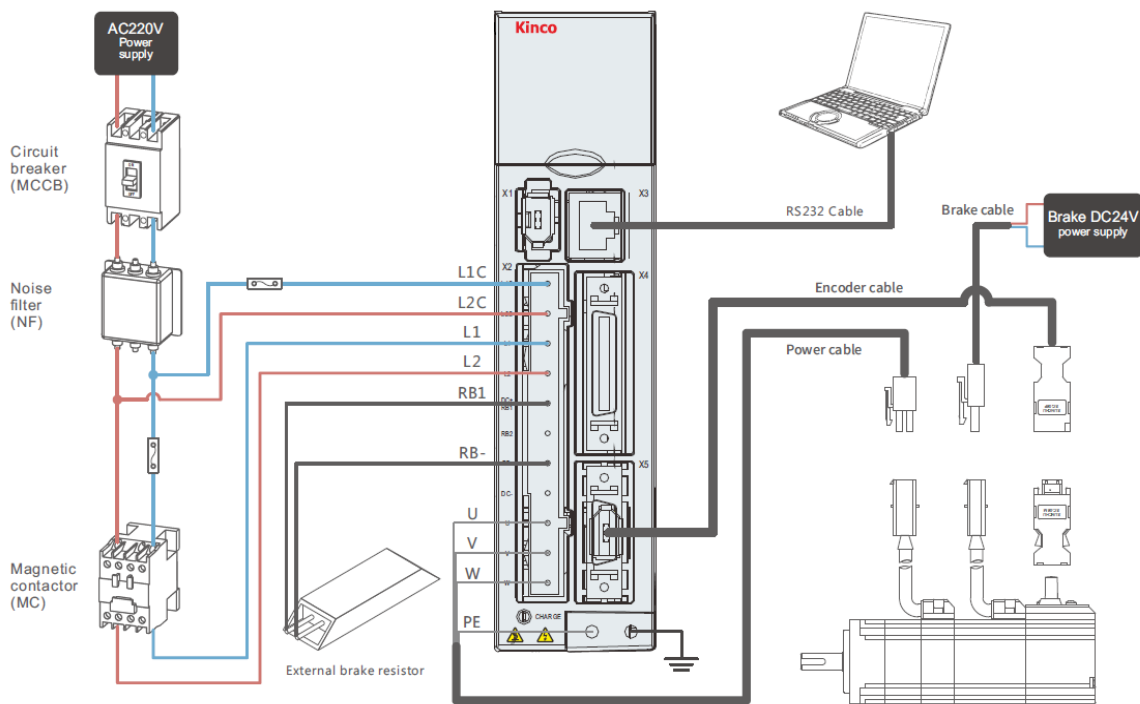 AC220V
Power
supply
Kinco
Circuit
breaker
(MCCB)
X1
X3
RS232 Cable
Brake cable
Brake DC24V
power supply
Noise
filter
(NF)
X2
X4
L1C
L2C
L1
L2
RB1
RB1
RB2
RB-
DC-
Encoder cable
Power cable
X5
U
V
W
PE
CHARGE
Magnetic
contactor
(MC)
External brake resistor